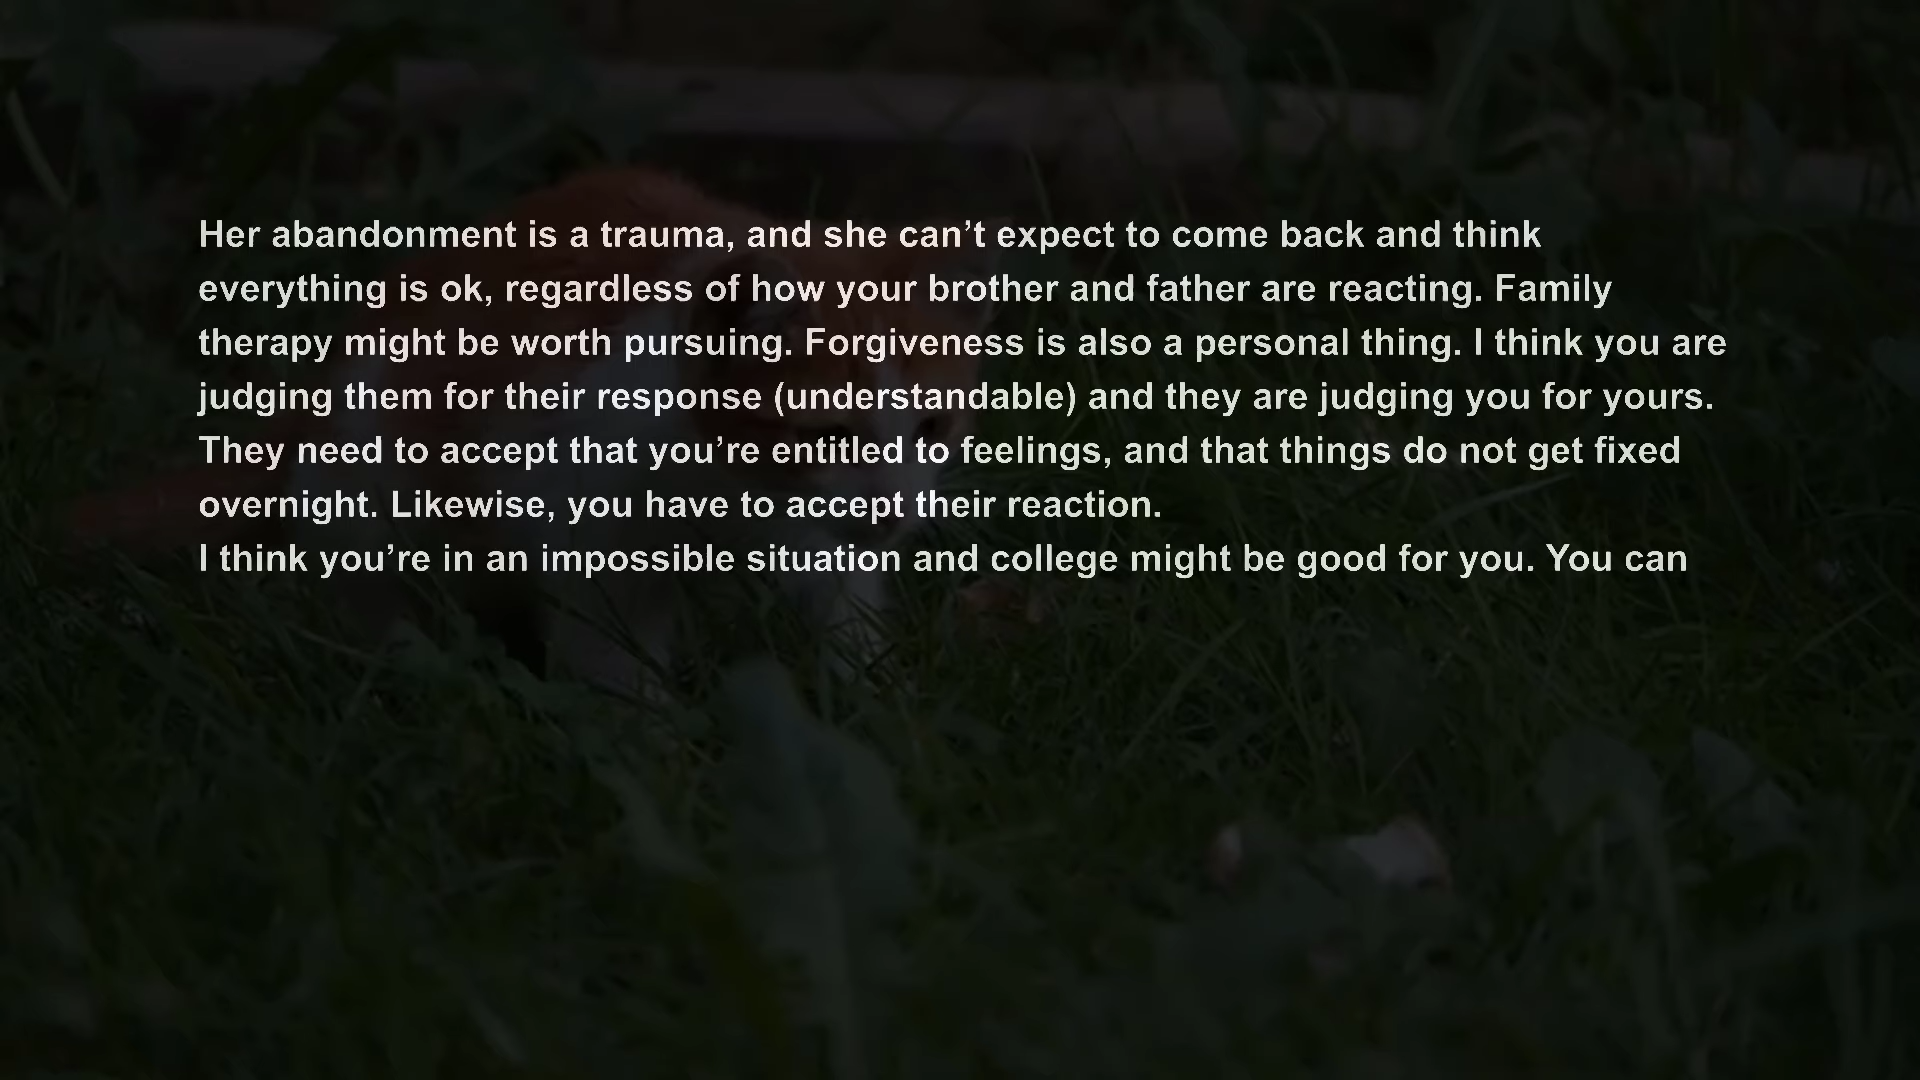 Her abandonment is a trauma, and she can’t expect to come back and think
everything is ok, regardless of how your brother and father are reacting. Family
therapy might be worth pursuing. Forgiveness is also a personal thing. I think you are
judging them for their response (understandable) and they are judging you for yours.
They need to accept that you’re entitled to feelings, and that things do not get fixed
overnight. Likewise, you have to accept their reaction.
I think you’re in an impossible situation and college might be good for you. You can